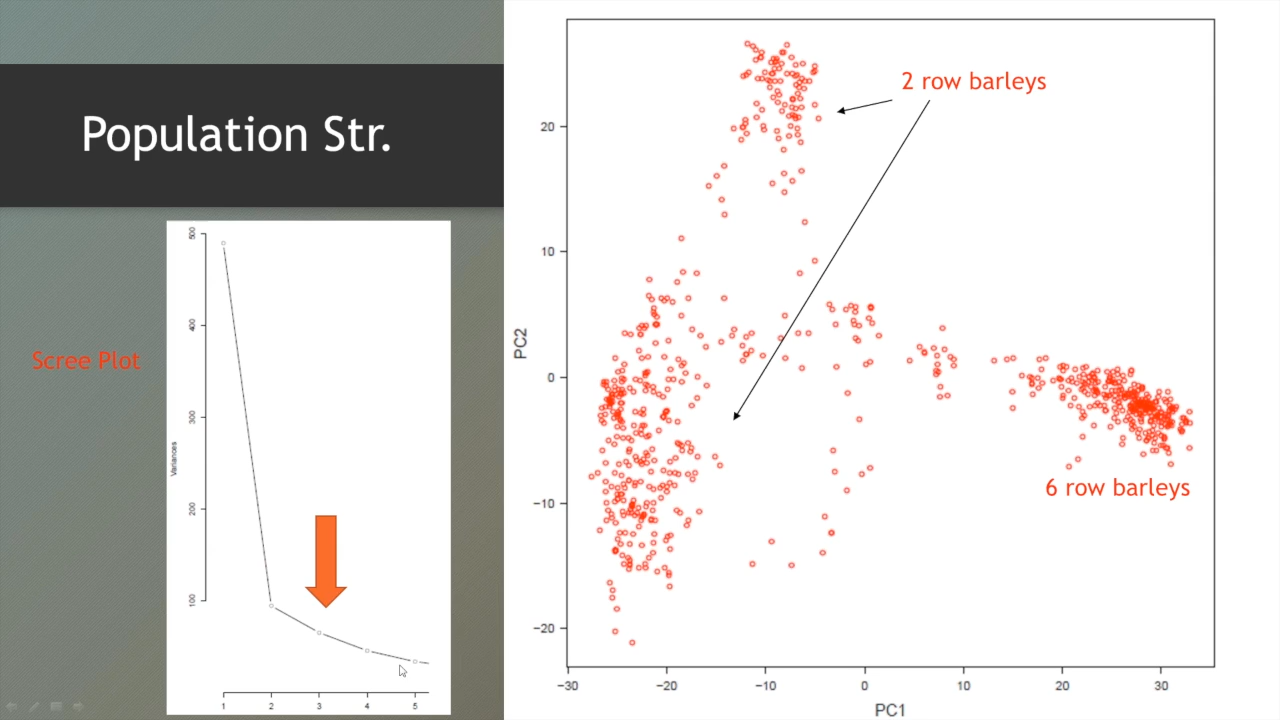 Population Str.
Scree Plot
Variances
500
400
300
200
100
1 2 3 4 5
2 row barleys
6 row barleys
PC2
20
10
0
−10
−20
−30 −20 −10 0 10 20 30
PC1